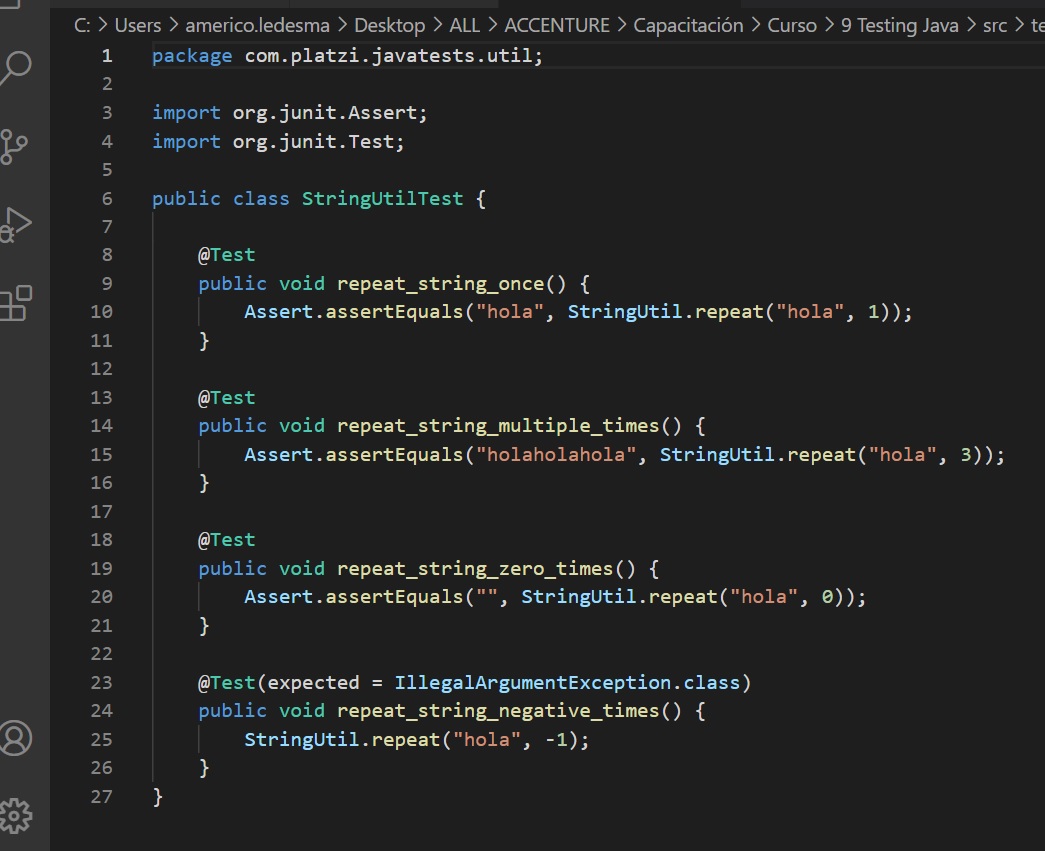 C: > Users > americo.ledesma > Desktop > ALL > ACCENTURE > Capacitación > Curso > 9 Testing Java > src >
1 package com.platzi.javatests.util;
2
3 import org.junit.Assert;
4 import org.junit.Test;
5
6 public class StringUtilTest {
7
8     @Test
9     public void repeat_string_once() {
10         Assert.assertEquals("hola", StringUtil.repeat("hola", 1));
11     }
12
13     @Test
14     public void repeat_string_multiple_times() {
15         Assert.assertEquals("holaholahola", StringUtil.repeat("hola", 3));
16     }
17
18     @Test
19     public void repeat_string_zero_times() {
20         Assert.assertEquals("", StringUtil.repeat("hola", 0));
21     }
22
23     @Test(expected = IllegalArgumentException.class)
24     public void repeat_string_negative_times() {
25         StringUtil.repeat("hola", -1);
26     }
27 }